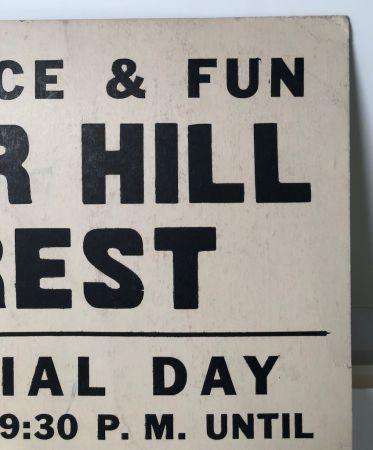 CE & FUN
R HILL
REST
IAL DAY
9:30 P. M. UNTIL